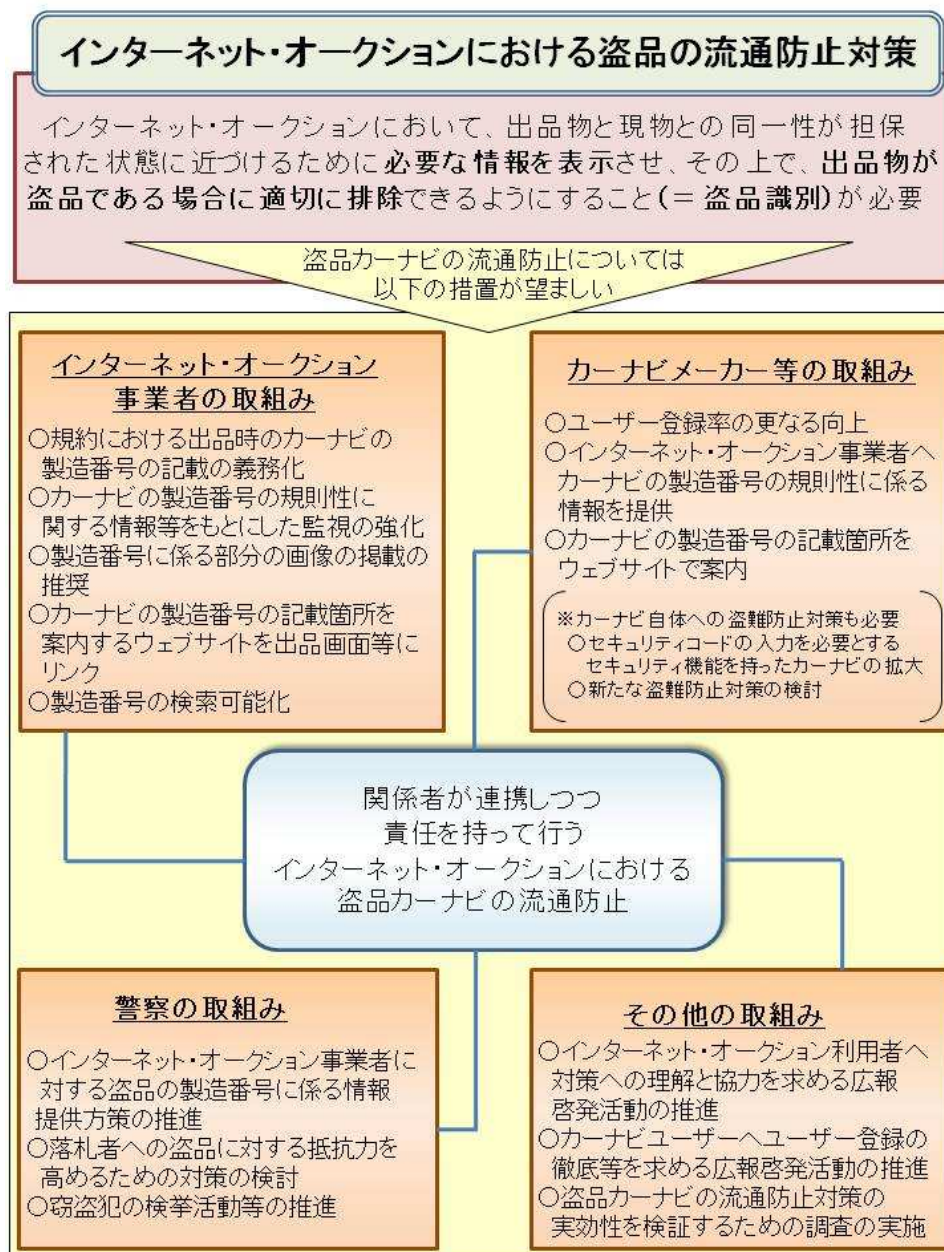 インターネット・オークションにおける盗品の流通防止対策
インターネット・オークションにおいて、出品物と現物との同一性が担保
された状態に近づけるために必要な情報を表示させ、その上で、出品物が
盗品である場合に適切に排除できるようにすること(=盗品識別)が必要
盗品カーナビの流通防止については
以下の措置が望ましい
インターネット・オークション
事業者の取組み
○規約における出品時のカーナビの
製造番号の記載の義務化
○カーナビの製造番号の規則性に
関する情報等をもとにした監視の強化
○製造番号に係る部分の画像の掲載の
推奨
○カーナビの製造番号の記載箇所を
案内するウェブサイトを出品画面等に
リンク
○製造番号の検索可能化
カーナビメーカー等の取組み
○ユーザー登録率の更なる向上
○インターネット・オークション事業者へ
カーナビの製造番号の規則性に係る
情報を提供
○カーナビの製造番号の記載箇所を
ウェブサイトで案内
※カーナビ自体への盗難防止対策も必要
○セキュリティコードの入力を必要とする
セキュリティ機能を持ったカーナビの拡大
○新たな盗難防止対策の検討
関係者が連携しつつ
責任を持って行う
インターネット・オークションにおける
盗品カーナビの流通防止
警察の取組み
○インターネット・オークション事業者に
対する盗品の製造番号に係る情報
提供方策の推進
○落札者への盗品に対する抵抗力を
高めるための対策の検討
○窃盗犯の検挙活動等の推進
その他の取組み
○インターネット・オークション利用者へ
対策への理解と協力を求める広報
啓発活動の推進
○カーナビユーザーへユーザー登録の
徹底等を求める広報啓発活動の推進
○盗品カーナビの流通防止対策の
実効性を検証するための調査の実施